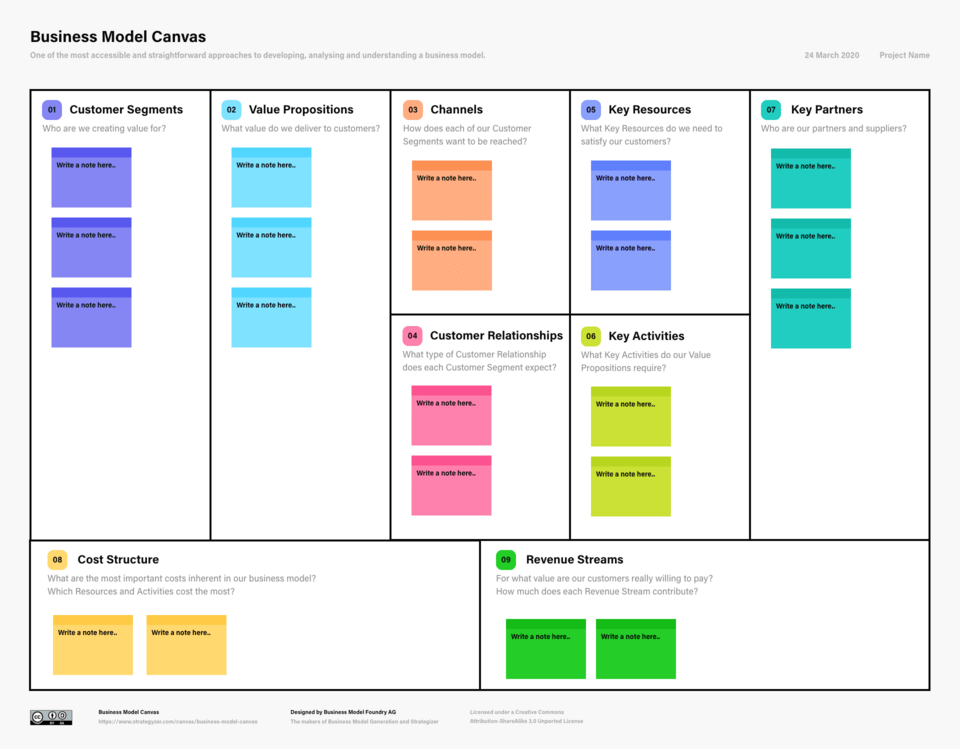 Business Model Canvas
One of the most accessible and straightforward approaches to developing, analysing and understanding a business model.
24 March 2020 Project Name
01 Customer Segments
Who are we creating value for?
Write a note here..
Write a note here..
Write a note here..
02 Value Propositions
What value do we deliver to customers?
Write a note here..
Write a note here..
Write a note here..
03 Channels
How does each of our Customer
Segments want to be reached?
Write a note here..
Write a note here..
04 Customer Relationships
What type of Customer Relationship
does each Customer Segment expect?
Write a note here..
Write a note here..
05 Key Resources
What Key Resources do we need to
satisfy our customers?
Write a note here..
Write a note here..
06 Key Activities
What Key Activities do our Value
Propositions require?
Write a note here..
Write a note here..
07 Key Partners
Who are our partners and suppliers?
Write a note here..
Write a note here..
Write a note here..
08 Cost Structure
What are the most important costs inherent in our business model?
Which Resources and Activities cost the most?
Write a note here..
Write a note here..
09 Revenue Streams
For what value are our customers really willing to pay?
How much does each Revenue Stream contribute?
Write a note here..
Write a note here..
cc
BY SA
Business Model Canvas
https://www.strategyzer.com/canvas/business-model-canvas
Designed by Business Model Foundry AG
The makers of Business Model Generation and Strategizer
Licensed under a Creative Commons
Attribution-ShareAlike 3.0 Unported License